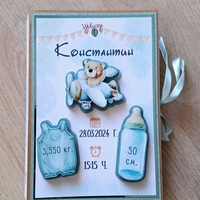 Константин
28.03.2024 г.
3,550 кг.
50
см.
15:15 Ч.